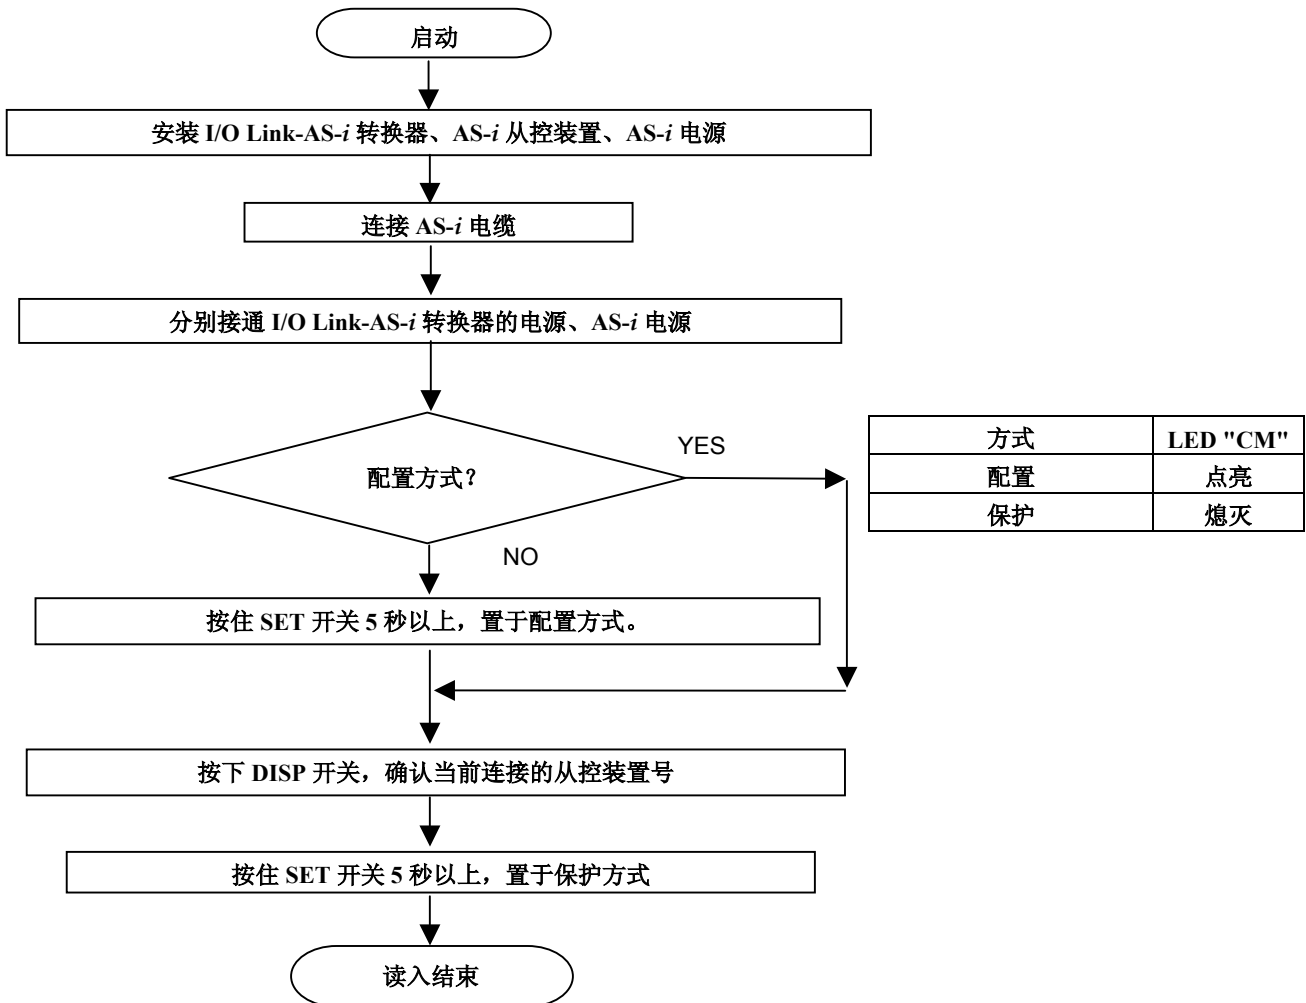 启动
安装 I/O Link-AS-i 转换器、AS-i 从控装置、AS-i 电源
连接 AS-i 电缆
分别接通 I/O Link-AS-i 转换器的电源、AS-i 电源
配置方式？
YES
方式 LED "CM"
配置 点亮
保护 熄灭
NO
按住 SET 开关 5 秒以上，置于配置方式。
按下 DISP 开关，确认当前连接的从控装置号
按住 SET 开关 5 秒以上，置于保护方式
读入结束